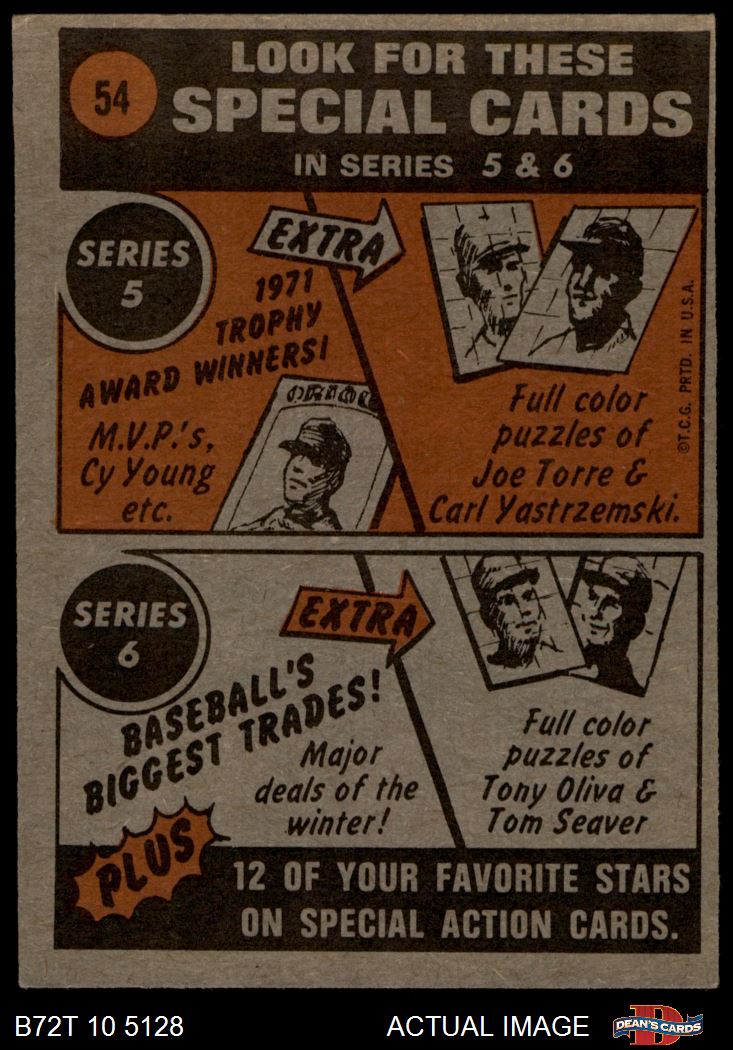 54
LOOK FOR THESE
SPECIAL CARDS
IN SERIES 5 & 6
SERIES
5
EXTRA
1971
TROPHY
AWARD WINNERS!
M.V.P.'s,
Cy Young
etc.
Full color
puzzles of
Joe Torre &
Carl Yastrzemski.
©T.C.G. PRTD. IN U.S.A.
SERIES
6
EXTRA
BASEBALL'S
BIGGEST TRADES!
Major
deals of the
winter!
Full color
puzzles of
Tony Oliva &
Tom Seaver
PLUS
12 OF YOUR FAVORITE STARS
ON SPECIAL ACTION CARDS.
B72T 10 5128
ACTUAL IMAGE
DEAN'S CARDS